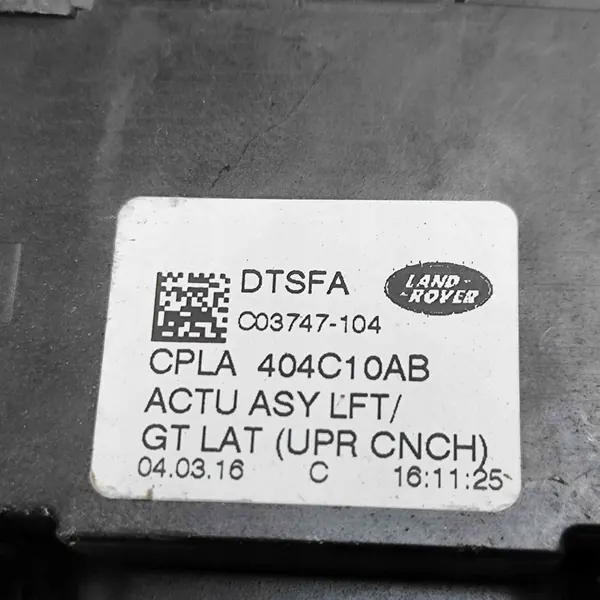 DTSFA
LAND
ROVER
C03747-104
CPLA 404C10AB
ACTU ASY LFT/
GT LAT (UPR CNCH)
04.03.16 C 16:11:25